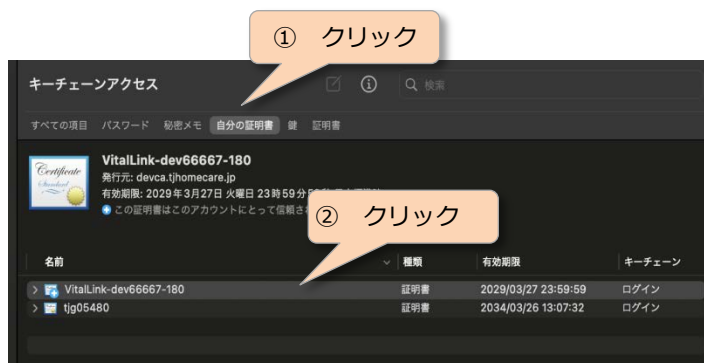 ① クリック
キーチェーンアクセス
検索
すべての項目 パスワード 秘密メモ 自分の証明書 鍵 証明書
Certificate
Standard
VitalLink-dev66667-180
発行元: devca.tjhomecare.jp
有効期限: 2029年3月27日 火曜日 23時59分
この証明書はこのアカウントにとって信頼さ
② クリック
名前 種類 有効期限 キーチェーン
VitalLink-dev66667-180 証明書 2029/03/27 23:59:59 ログイン
tjg05480 証明書 2034/03/26 13:07:32 ログイン